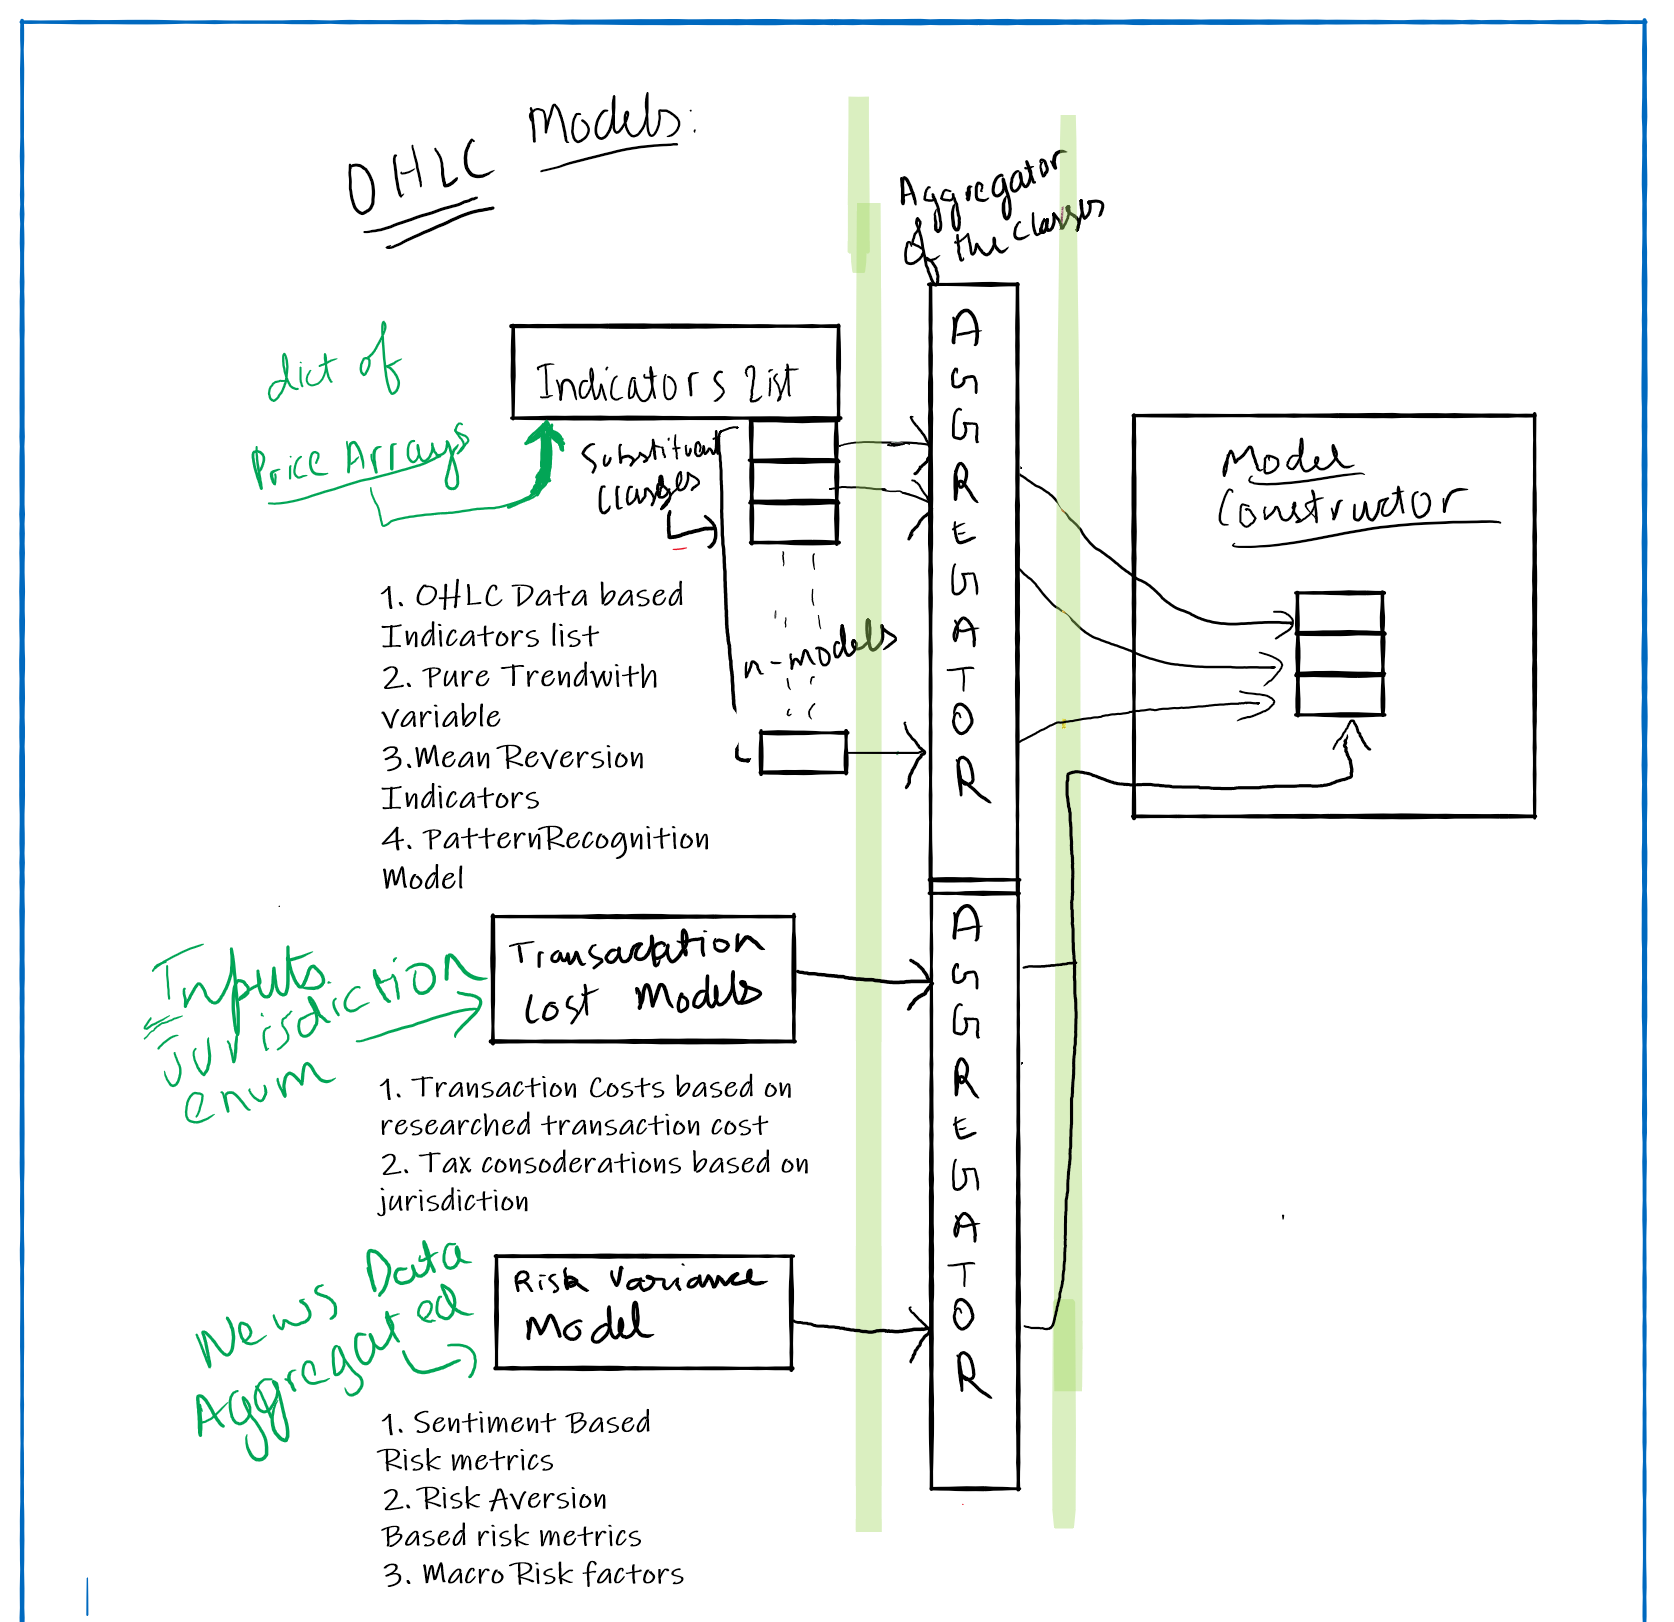 OHLC Models:
Aggregator
of the classes
dict of
Price Arrays
Indicators List
Substituent
Classes
n-models
1. OHLC Data based
Indicators list
2. Pure Trendwith
variable
3.Mean Reversion
Indicators
4. PatternRecognition
Model
AGGREGATOR
Model
Constructor
Inputs
jurisdiction
enum
Transactation
Cost Models
1. Transaction Costs based on
researched transaction cost
2. Tax consoderations based on
jurisdiction
AGGREGATOR
News Data
Aggregated
Risk Variance
Model
1. Sentiment Based
Risk metrics
2. Risk Aversion
Based risk metrics
3. Macro Risk factors